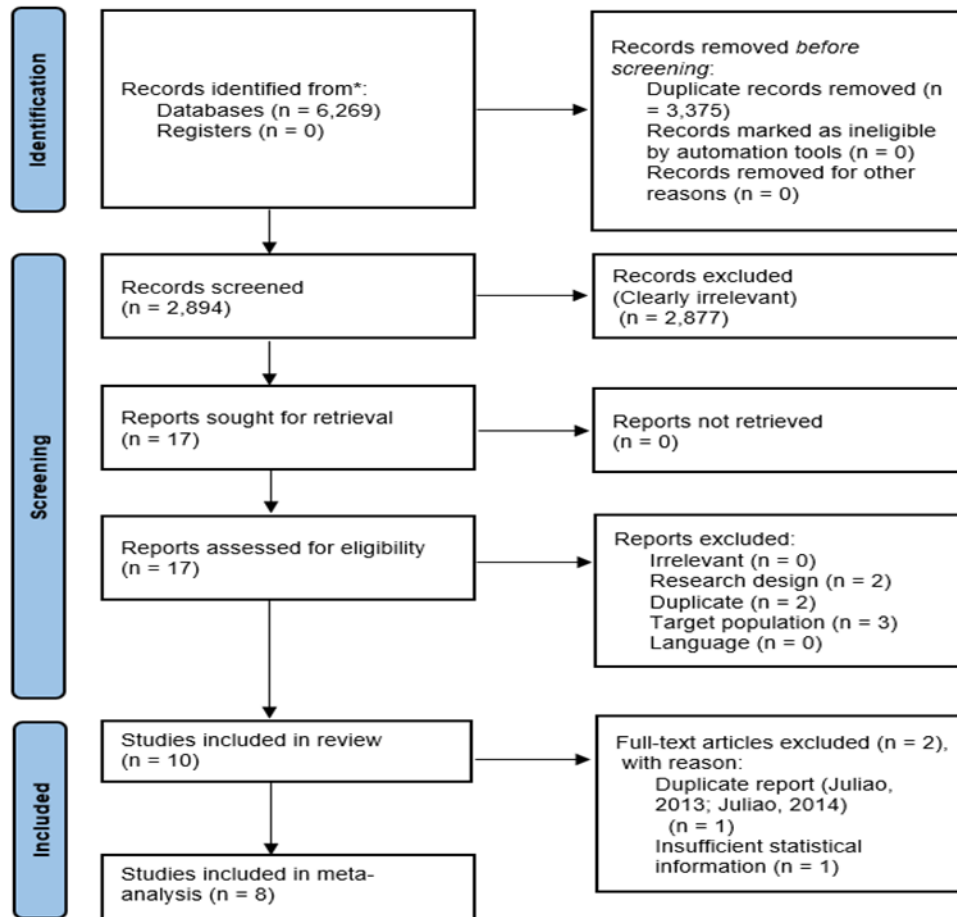 Identification
Records identified from*:
Databases (n = 6,269)
Registers (n = 0)
Records removed before
screening:
Duplicate records removed (n
= 3,375)
Records marked as ineligible
by automation tools (n = 0)
Records removed for other
reasons (n = 0)
Screening
Records screened
(n = 2,894)
Records excluded
(Clearly irrelevant)
(n = 2,877)
Reports sought for retrieval
(n = 17)
Reports not retrieved
(n = 0)
Reports assessed for eligibility
(n = 17)
Reports excluded:
Irrelevant (n = 0)
Research design (n = 2)
Duplicate (n = 2)
Target population (n = 3)
Language (n = 0)
Included
Studies included in review
(n = 10)
Full-text articles excluded (n = 2),
with reason:
Duplicate report (Juliao,
2013; Juliao, 2014)
(n = 1)
Insufficient statistical
information (n = 1)
Studies included in meta-
analysis (n = 8)